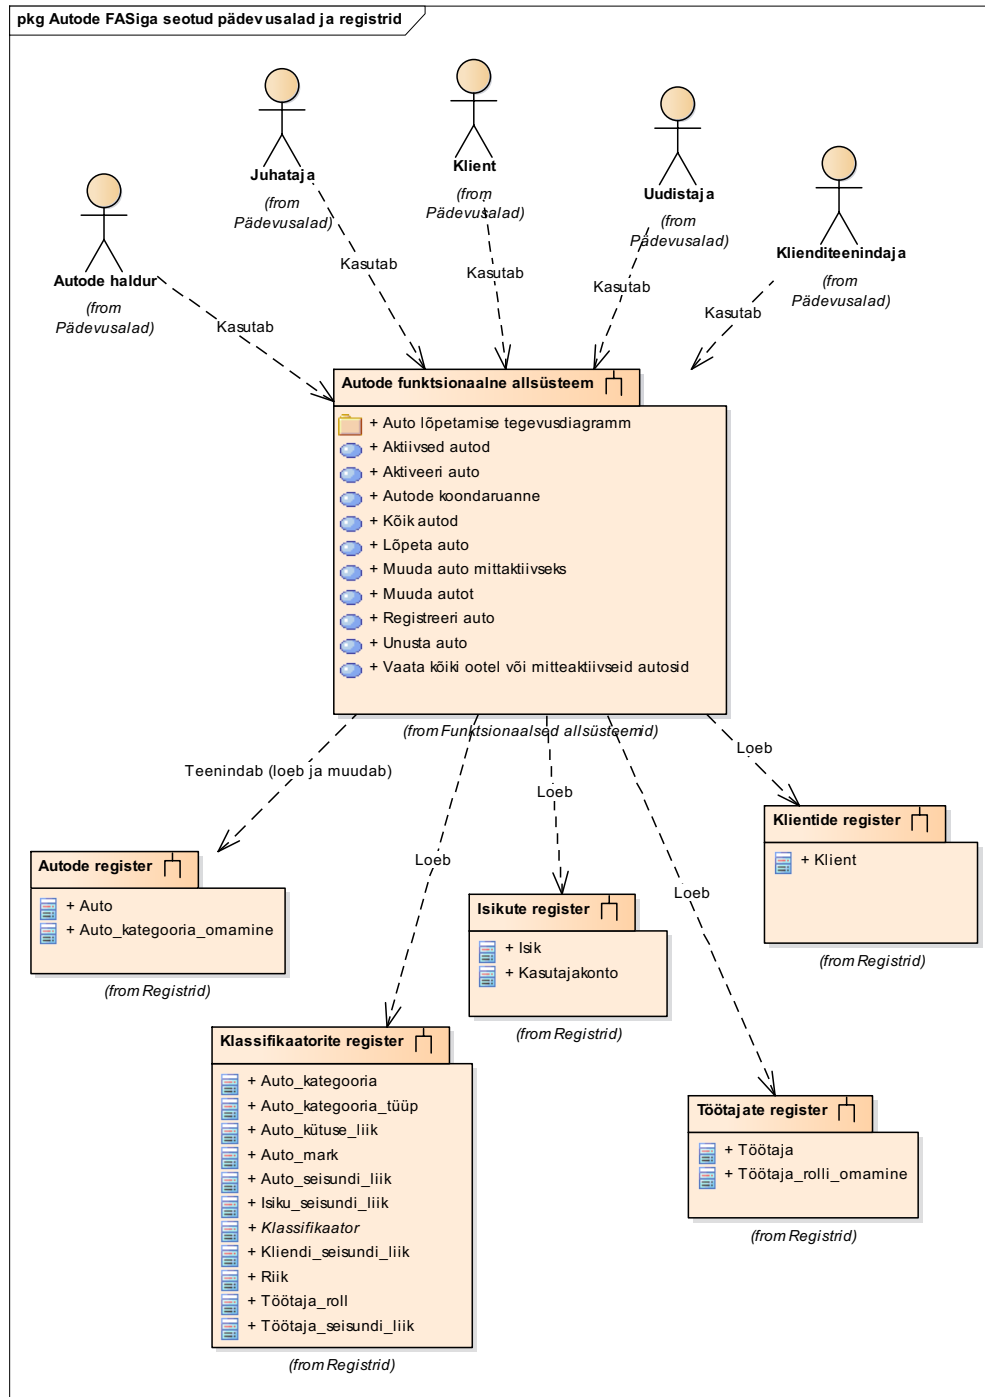 pkg Autode FASiga seotud pädevusalad ja registrid
Juhataja
(from
Pädevusalad)
Klient
(from
Pädevusalad)
Uudistaja
(from
Pädevusalad)
Klienditeenindaja
(from
Pädevusalad)
Autode haldur
(from
Pädevusalad)
Kasutab
Kasutab
Kasutab
Kasutab
Kasutab
Autode funktsionaalne allsüsteem
+ Auto lõpetamise tegevusdiagramm
+ Aktiivsed autod
+ Aktiveeri auto
+ Autode koondaruanne
+ Kõik autod
+ Lõpeta auto
+ Muuda auto mittaktiivseks
+ Muuda autot
+ Registreeri auto
+ Unusta auto
+ Vaata kõiki ootel või mitteaktiivseid autosid
(from Funktsionaalsed allsüsteemid)
Teenindab (loeb ja muudab)
Loeb
Loeb
Loeb
Loeb
Autode register
+ Auto
+ Auto_kategooria_omamine
(from Registrid)
Klientide register
+ Klient
(from Registrid)
Isikute register
+ Isik
+ Kasutajakonto
(from Registrid)
Klassifikaatorite register
+ Auto_kategooria
+ Auto_kategooria_tüüp
+ Auto_kütuse_liik
+ Auto_mark
+ Auto_seisundi_liik
+ Isiku_seisundi_liik
+ Klassifikaator
+ Kliendi_seisundi_liik
+ Riik
+ Töötaja_roll
+ Töötaja_seisundi_liik
(from Registrid)
Töötajate register
+ Töötaja
+ Töötaja_rolli_omamine
(from Registrid)